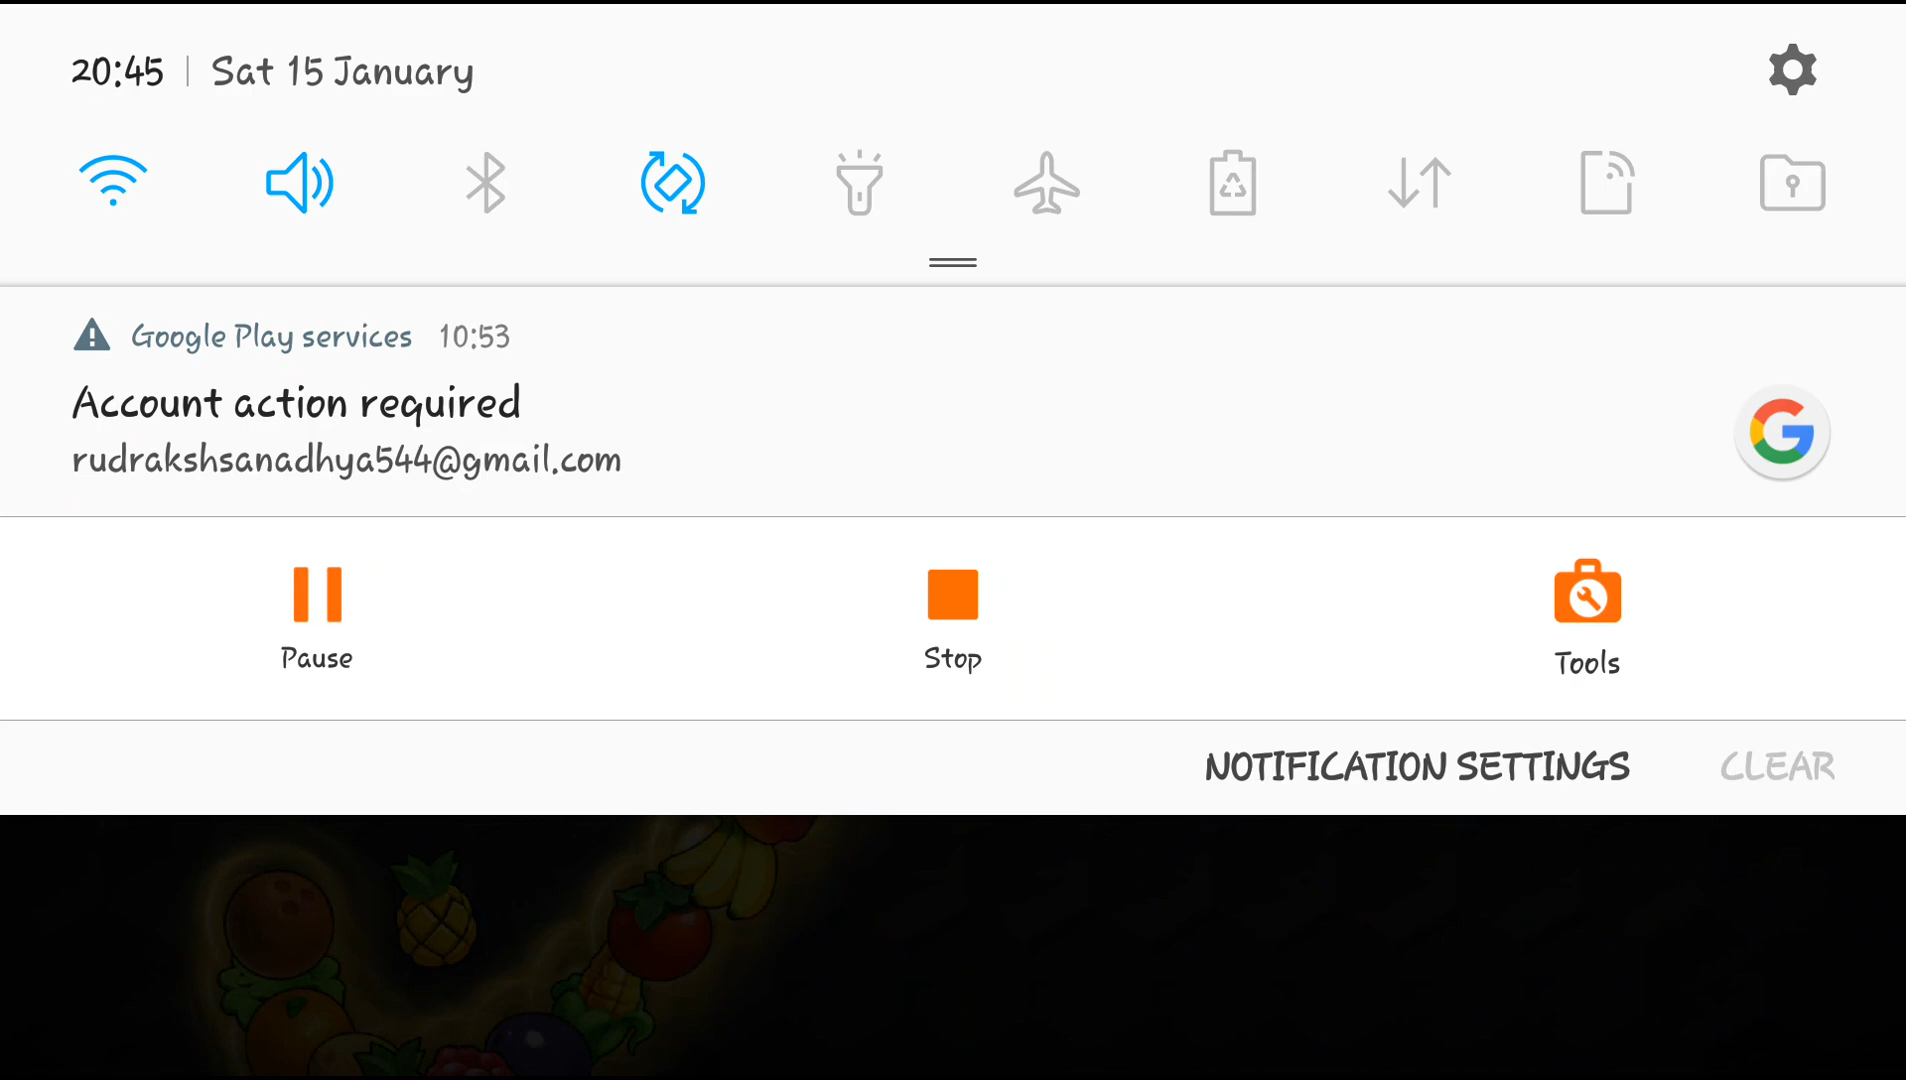 20:45 | Sat 15 January
Google Play services 10:53
Account action required
rudrakshsanadhya544@gmail.com
Pause
Stop
Tools
NOTIFICATION SETTINGS
CLEAR